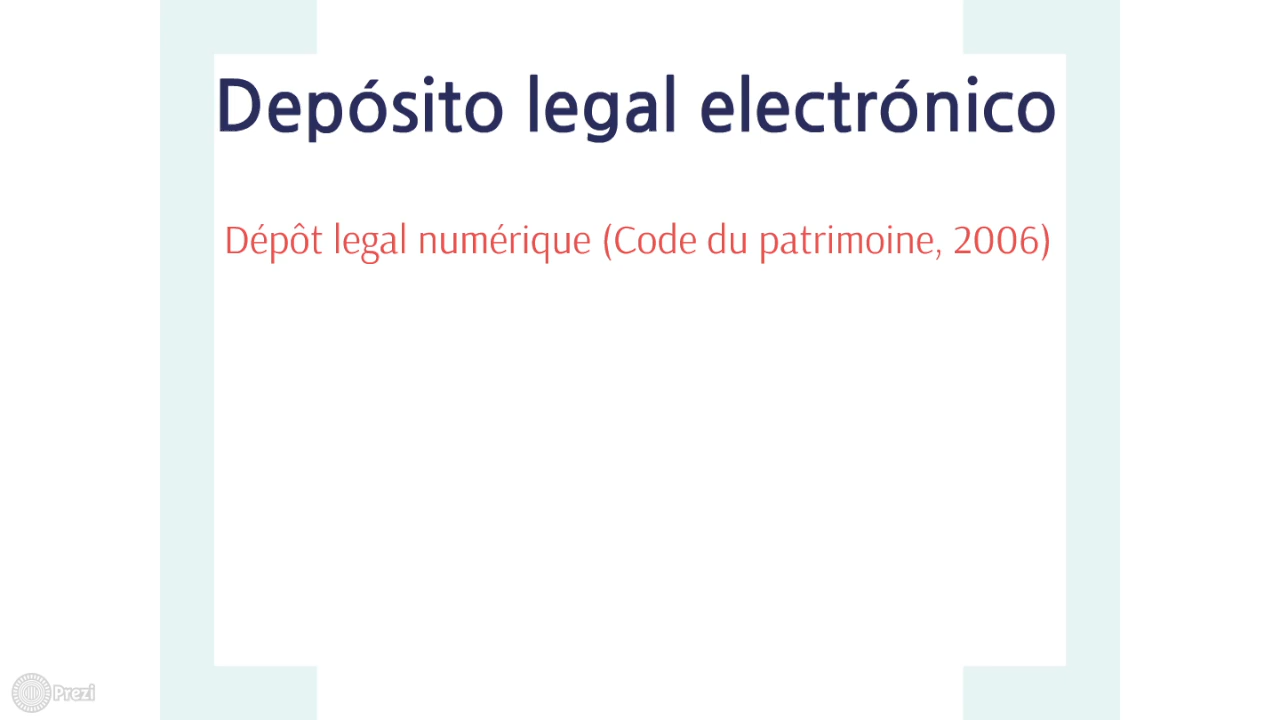 Depósito legal electrónico
Dépôt legal numérique (Code du patrimoine, 2006)
Prezi